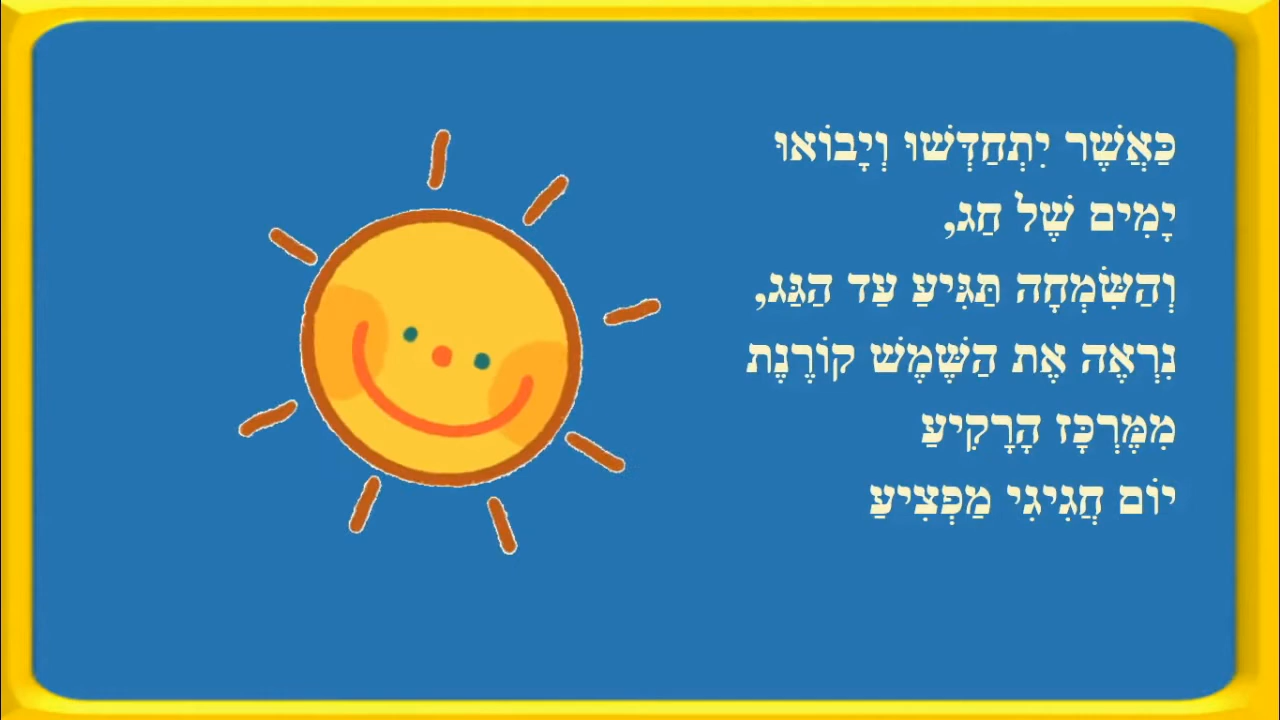 כַּאֲשֶׁר יִתְחַדְּשׁוּ וְיָבוֹאוּ
יָמִים שֶׁל חַג,
וְהַשִּׂמְחָה תַּגִּיעַ עַד הַגַּג,
נִרְאֶה אֶת הַשֶּׁמֶשׁ קוֹרֶנֶת
מִמֶּרְכָּז הָרָקִיעַ
יוֹם חֲגִיגִי מַפְצִיעַ